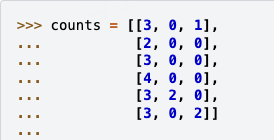 >>> counts = [[3, 0, 1],
...           [2, 0, 0],
...           [3, 0, 0],
...           [4, 0, 0],
...           [3, 2, 0],
...           [3, 0, 2]]
...